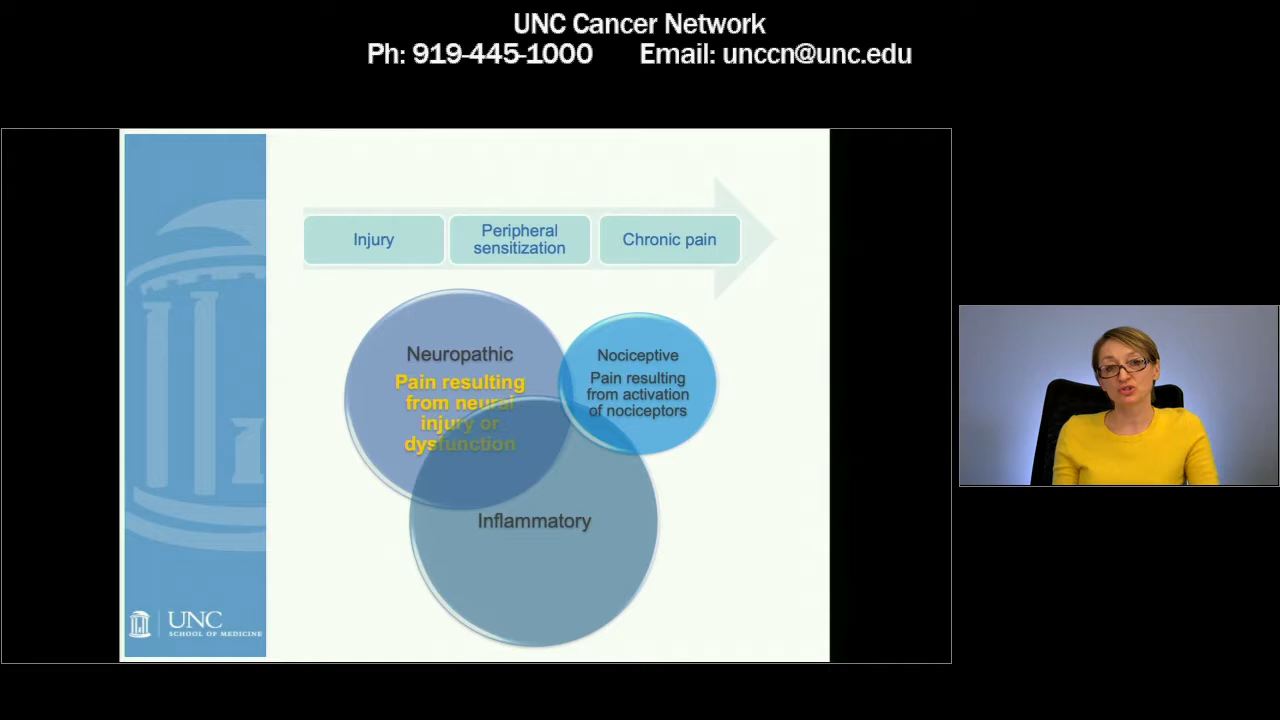 UNC Cancer Network
Ph: 919-445-1000 Email: unccn@unc.edu
Injury
Peripheral
sensitization
Chronic pain
Neuropathic
Pain resulting
from neural
injury or
dysfunction
Nociceptive
Pain resulting
from activation
of nociceptors
Inflammatory
UNC
SCHOOL OF MEDICINE